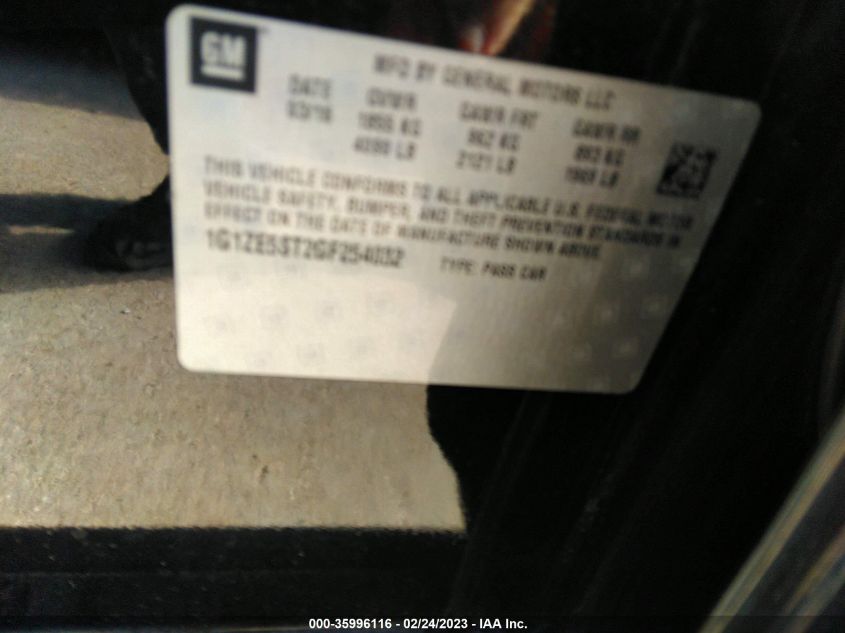 GM
MFD BY GENERAL MOTORS LLC
DATE GVWR GAWR FRT GAWR RR
03/16 1855 KG 962 KG 893 KG
4090 LB 2121 LB 1969 LB
THIS VEHICLE CONFORMS TO ALL APPLICABLE U.S. FEDERAL MOTOR
VEHICLE SAFETY, BUMPER, AND THEFT PREVENTION STANDARDS IN
EFFECT ON THE DATE OF MANUFACTURE SHOWN ABOVE.
1G1ZE5ST2GF254032 TYPE: PASS CAR
000-35996116 - 02/24/2023 - IAA Inc.